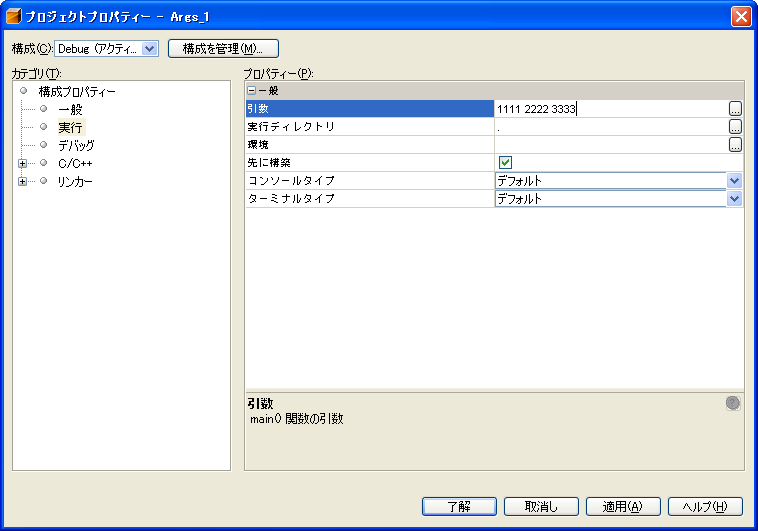 プロジェクトプロパティー - Args_1
構成(C): Debug (アクティ... 構成を管理(M)...
カテゴリ(T): プロパティー(P):
構成プロパティー
一般
実行
デバッグ
C/C++
リンカー
一般
引数 1111 2222 3333 ...
実行ディレクトリ . ...
環境 ...
先に構築
コンソールタイプ デフォルト
ターミナルタイプ デフォルト
引数 ?
main() 関数の引数
了解 取消し 適用(A) ヘルプ(H)